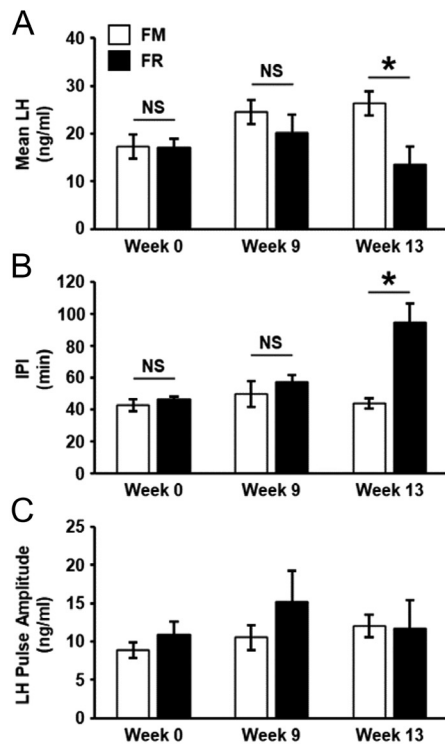 A
FM
FR
40
30
20
10
0
Mean LH
(ng/ml)
NS
NS
*
Week 0
Week 9
Week 13
B
120
100
80
60
40
20
0
IPI
(min)
NS
NS
*
Week 0
Week 9
Week 13
C
25
20
15
10
5
0
LH Pulse Amplitude
(ng/ml)
Week 0
Week 9
Week 13